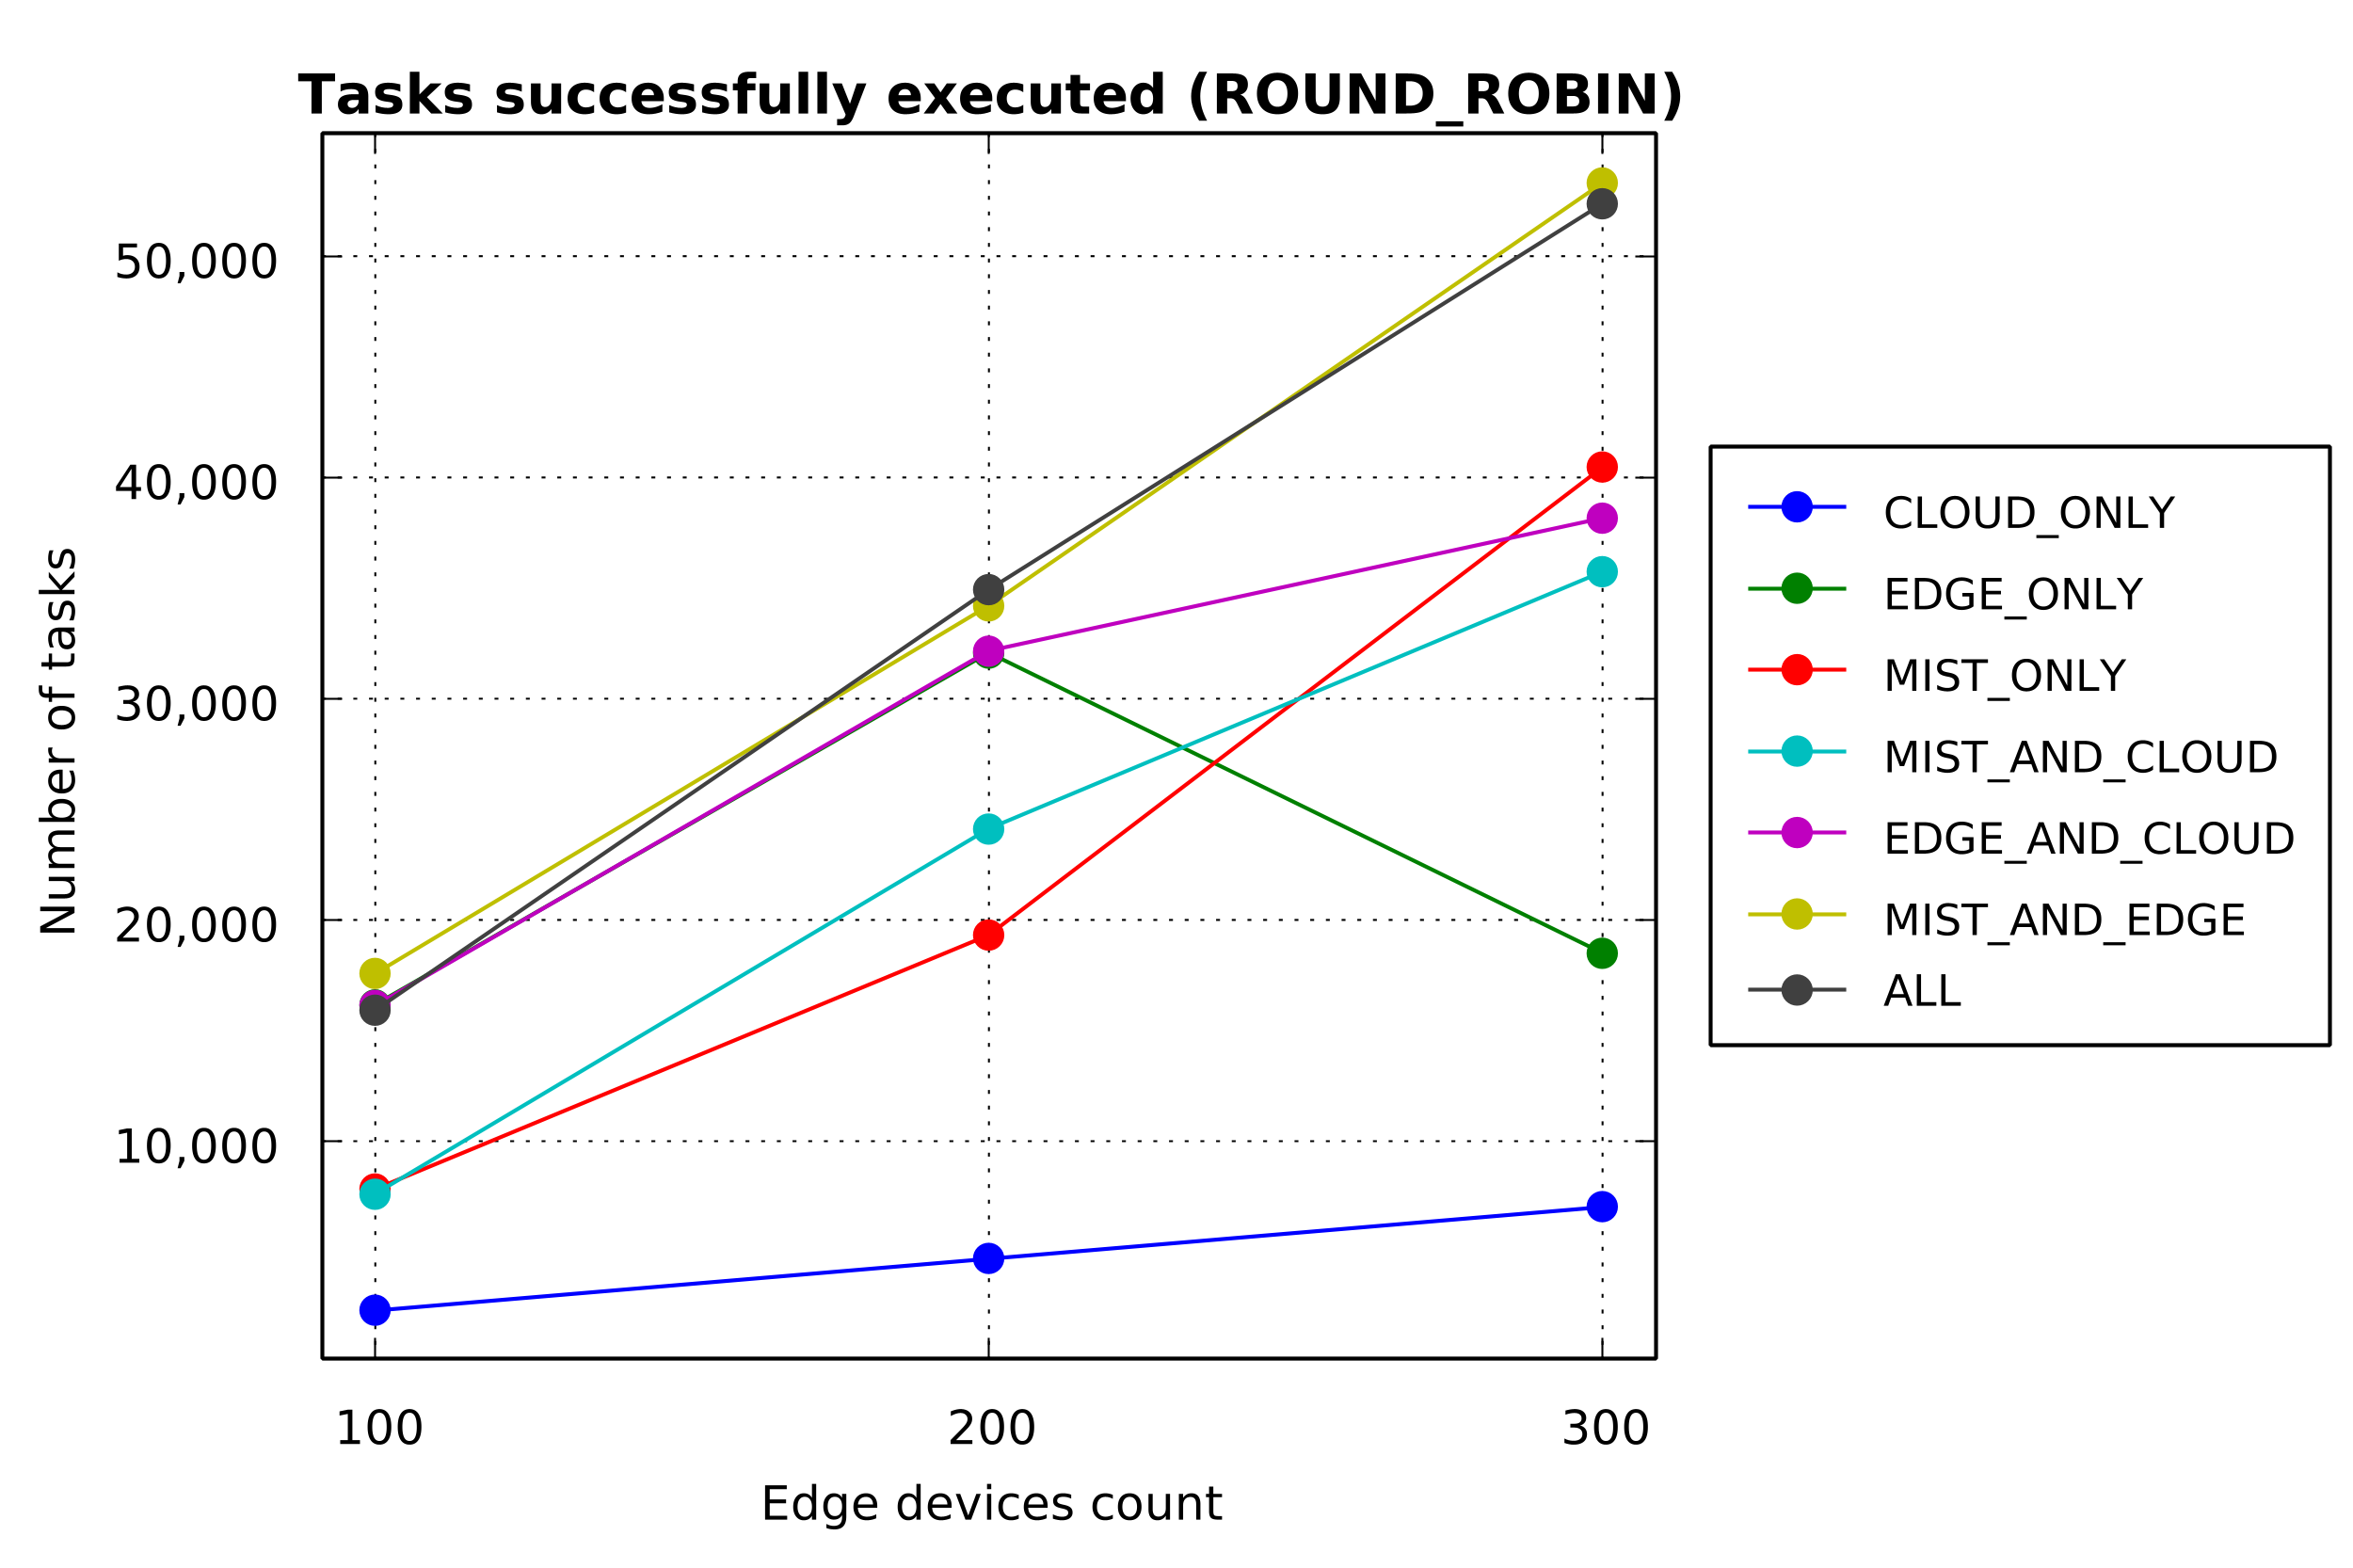 Tasks successfully executed (ROUND_ROBIN)
50,000
40,000
30,000
20,000
10,000
Number of tasks
100
200
300
Edge devices count
CLOUD_ONLY
EDGE_ONLY
MIST_ONLY
MIST_AND_CLOUD
EDGE_AND_CLOUD
MIST_AND_EDGE
ALL